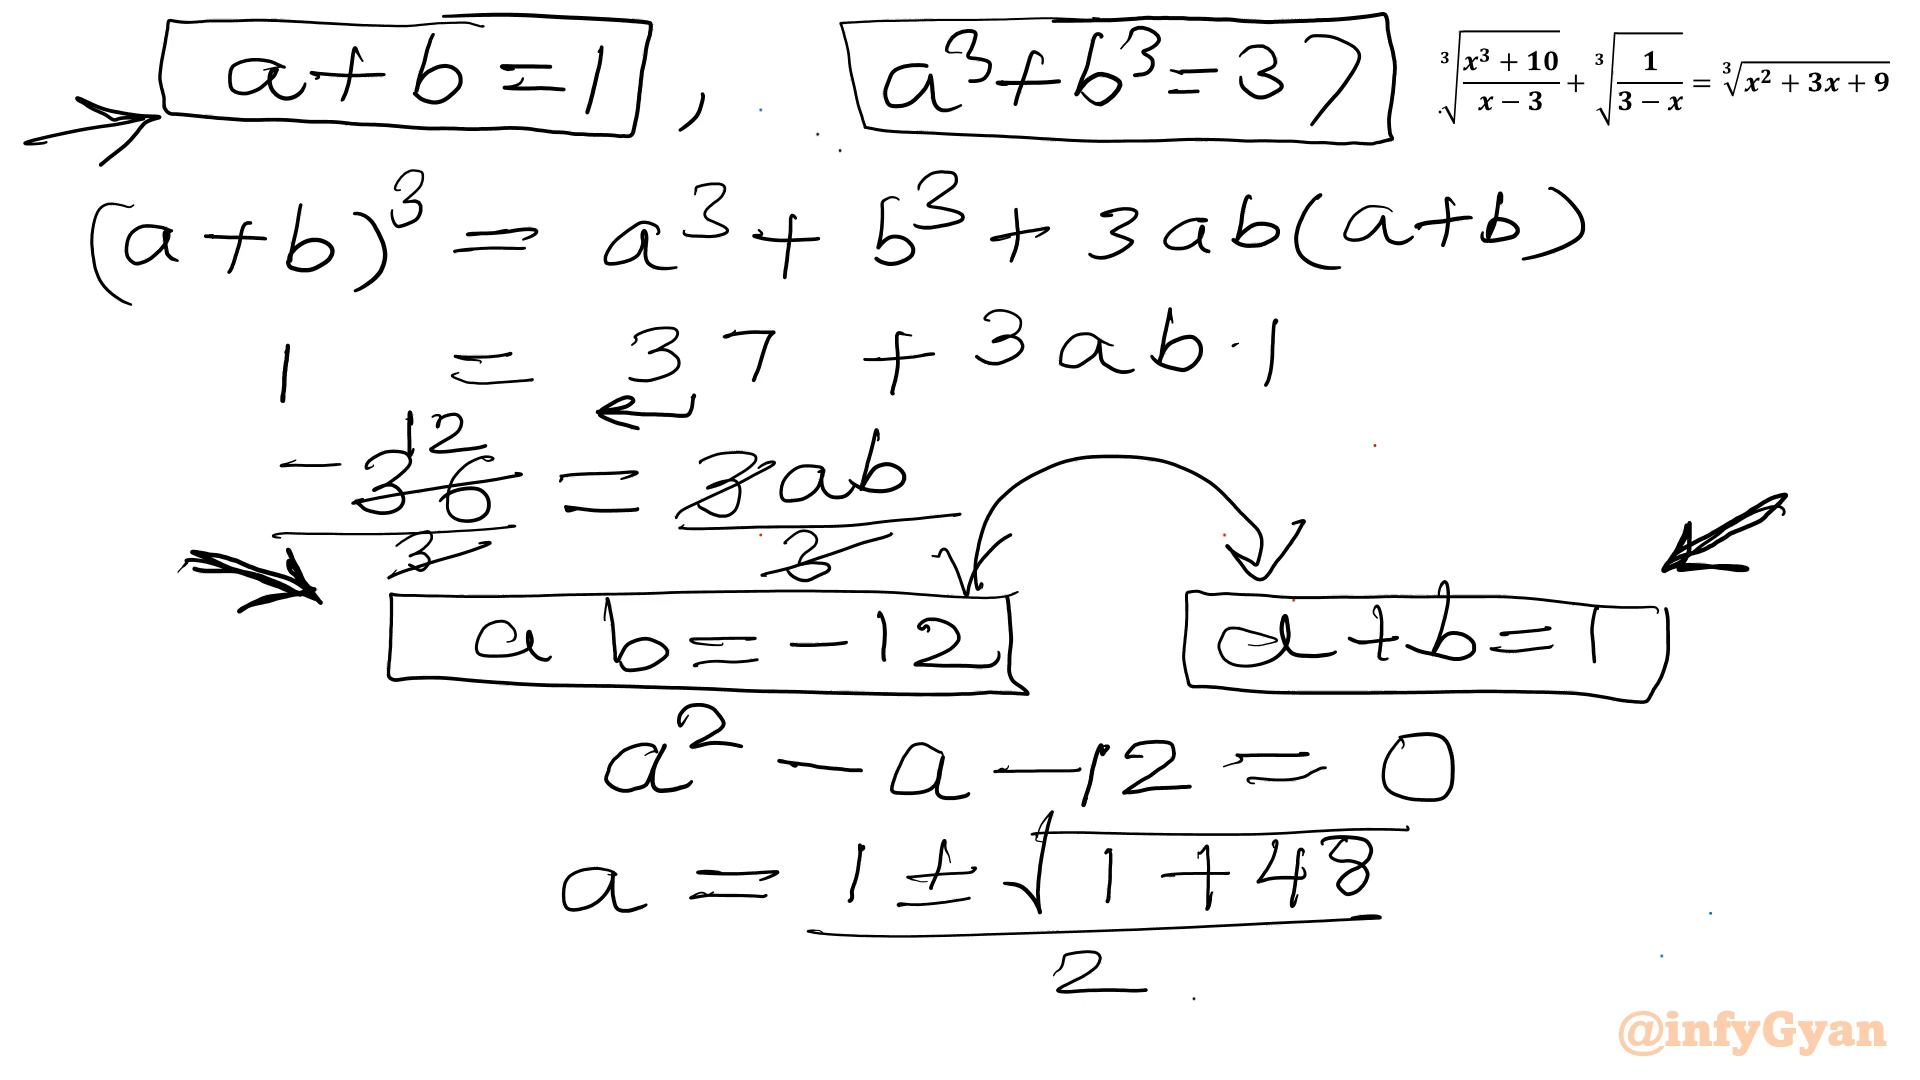 a + b = 1 , a³ + b³ = 37
∛((x³ + 10)/(x − 3)) + ∛(1/(3 − x)) = ∛(x² + 3x + 9)
(a + b)³ = a³ + b³ + 3ab(a + b)
1 = 37 + 3ab · 1
12
−36/3 = 3ab/3
ab = −12 a + b = 1
a² − a − 12 = 0
a = (1 ± √(1 + 48))/2
@infyGyan